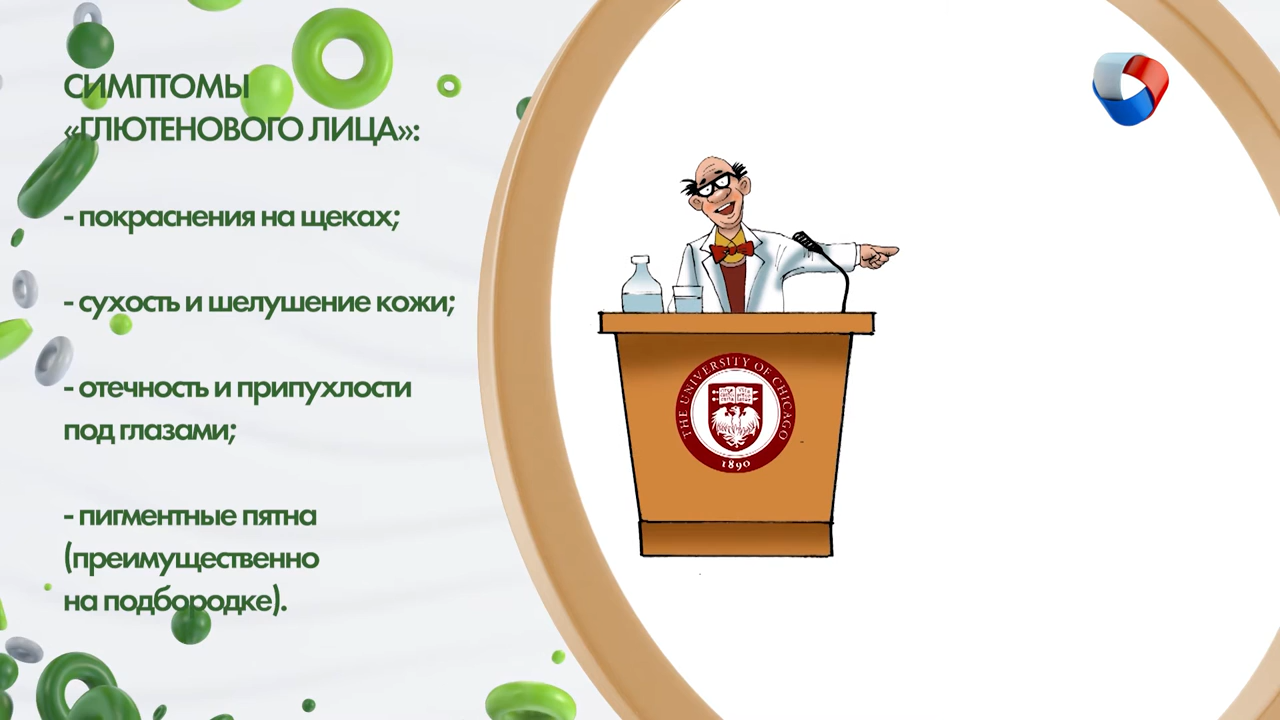 СИМПТОМЫ
«ГЛЮТЕНОВОГО ЛИЦА»:
- покраснения на щеках;
- сухость и шелушение кожи;
- отечность и припухлости
под глазами;
- пигментные пятна
(преимущественно
на подбородке).
THE UNIVERSITY OF CHICAGO
1890